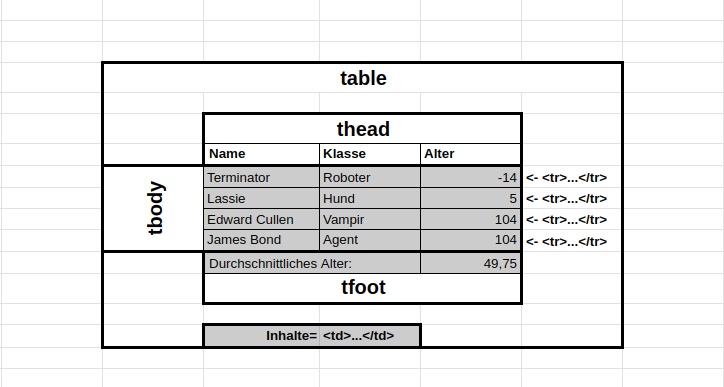 table
thead
Name Klasse Alter
tbody
Terminator Roboter -14 <- <tr>...</tr>
Lassie Hund 5 <- <tr>...</tr>
Edward Cullen Vampir 104 <- <tr>...</tr>
James Bond Agent 104 <- <tr>...</tr>
Durchschnittliches Alter: 49,75
tfoot
Inhalte= <td>...</td>